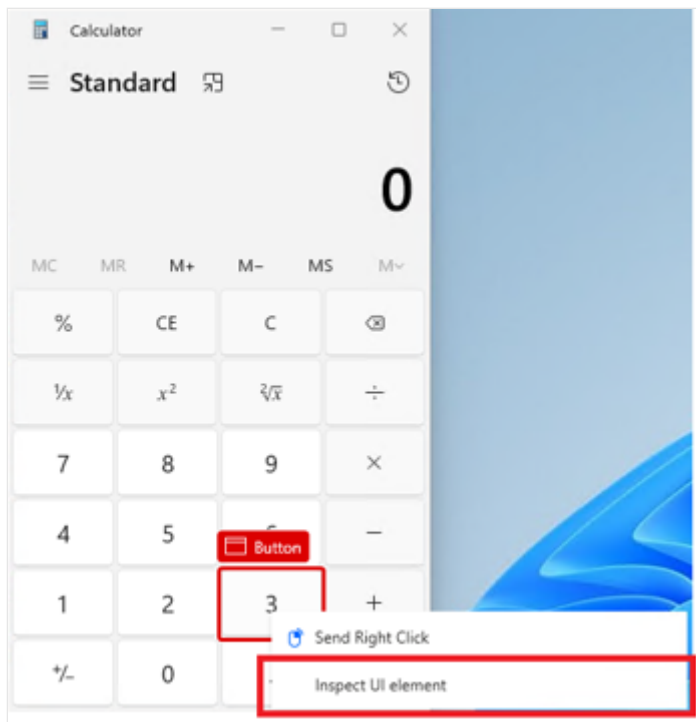 Calculator
Standard
0
MC MR M+ M− MS M
% CE C
¹/x x² ²√x ÷
7 8 9 ×
4 5 −
Button
1 2 3 +
Send Right Click
+/− 0
Inspect UI element